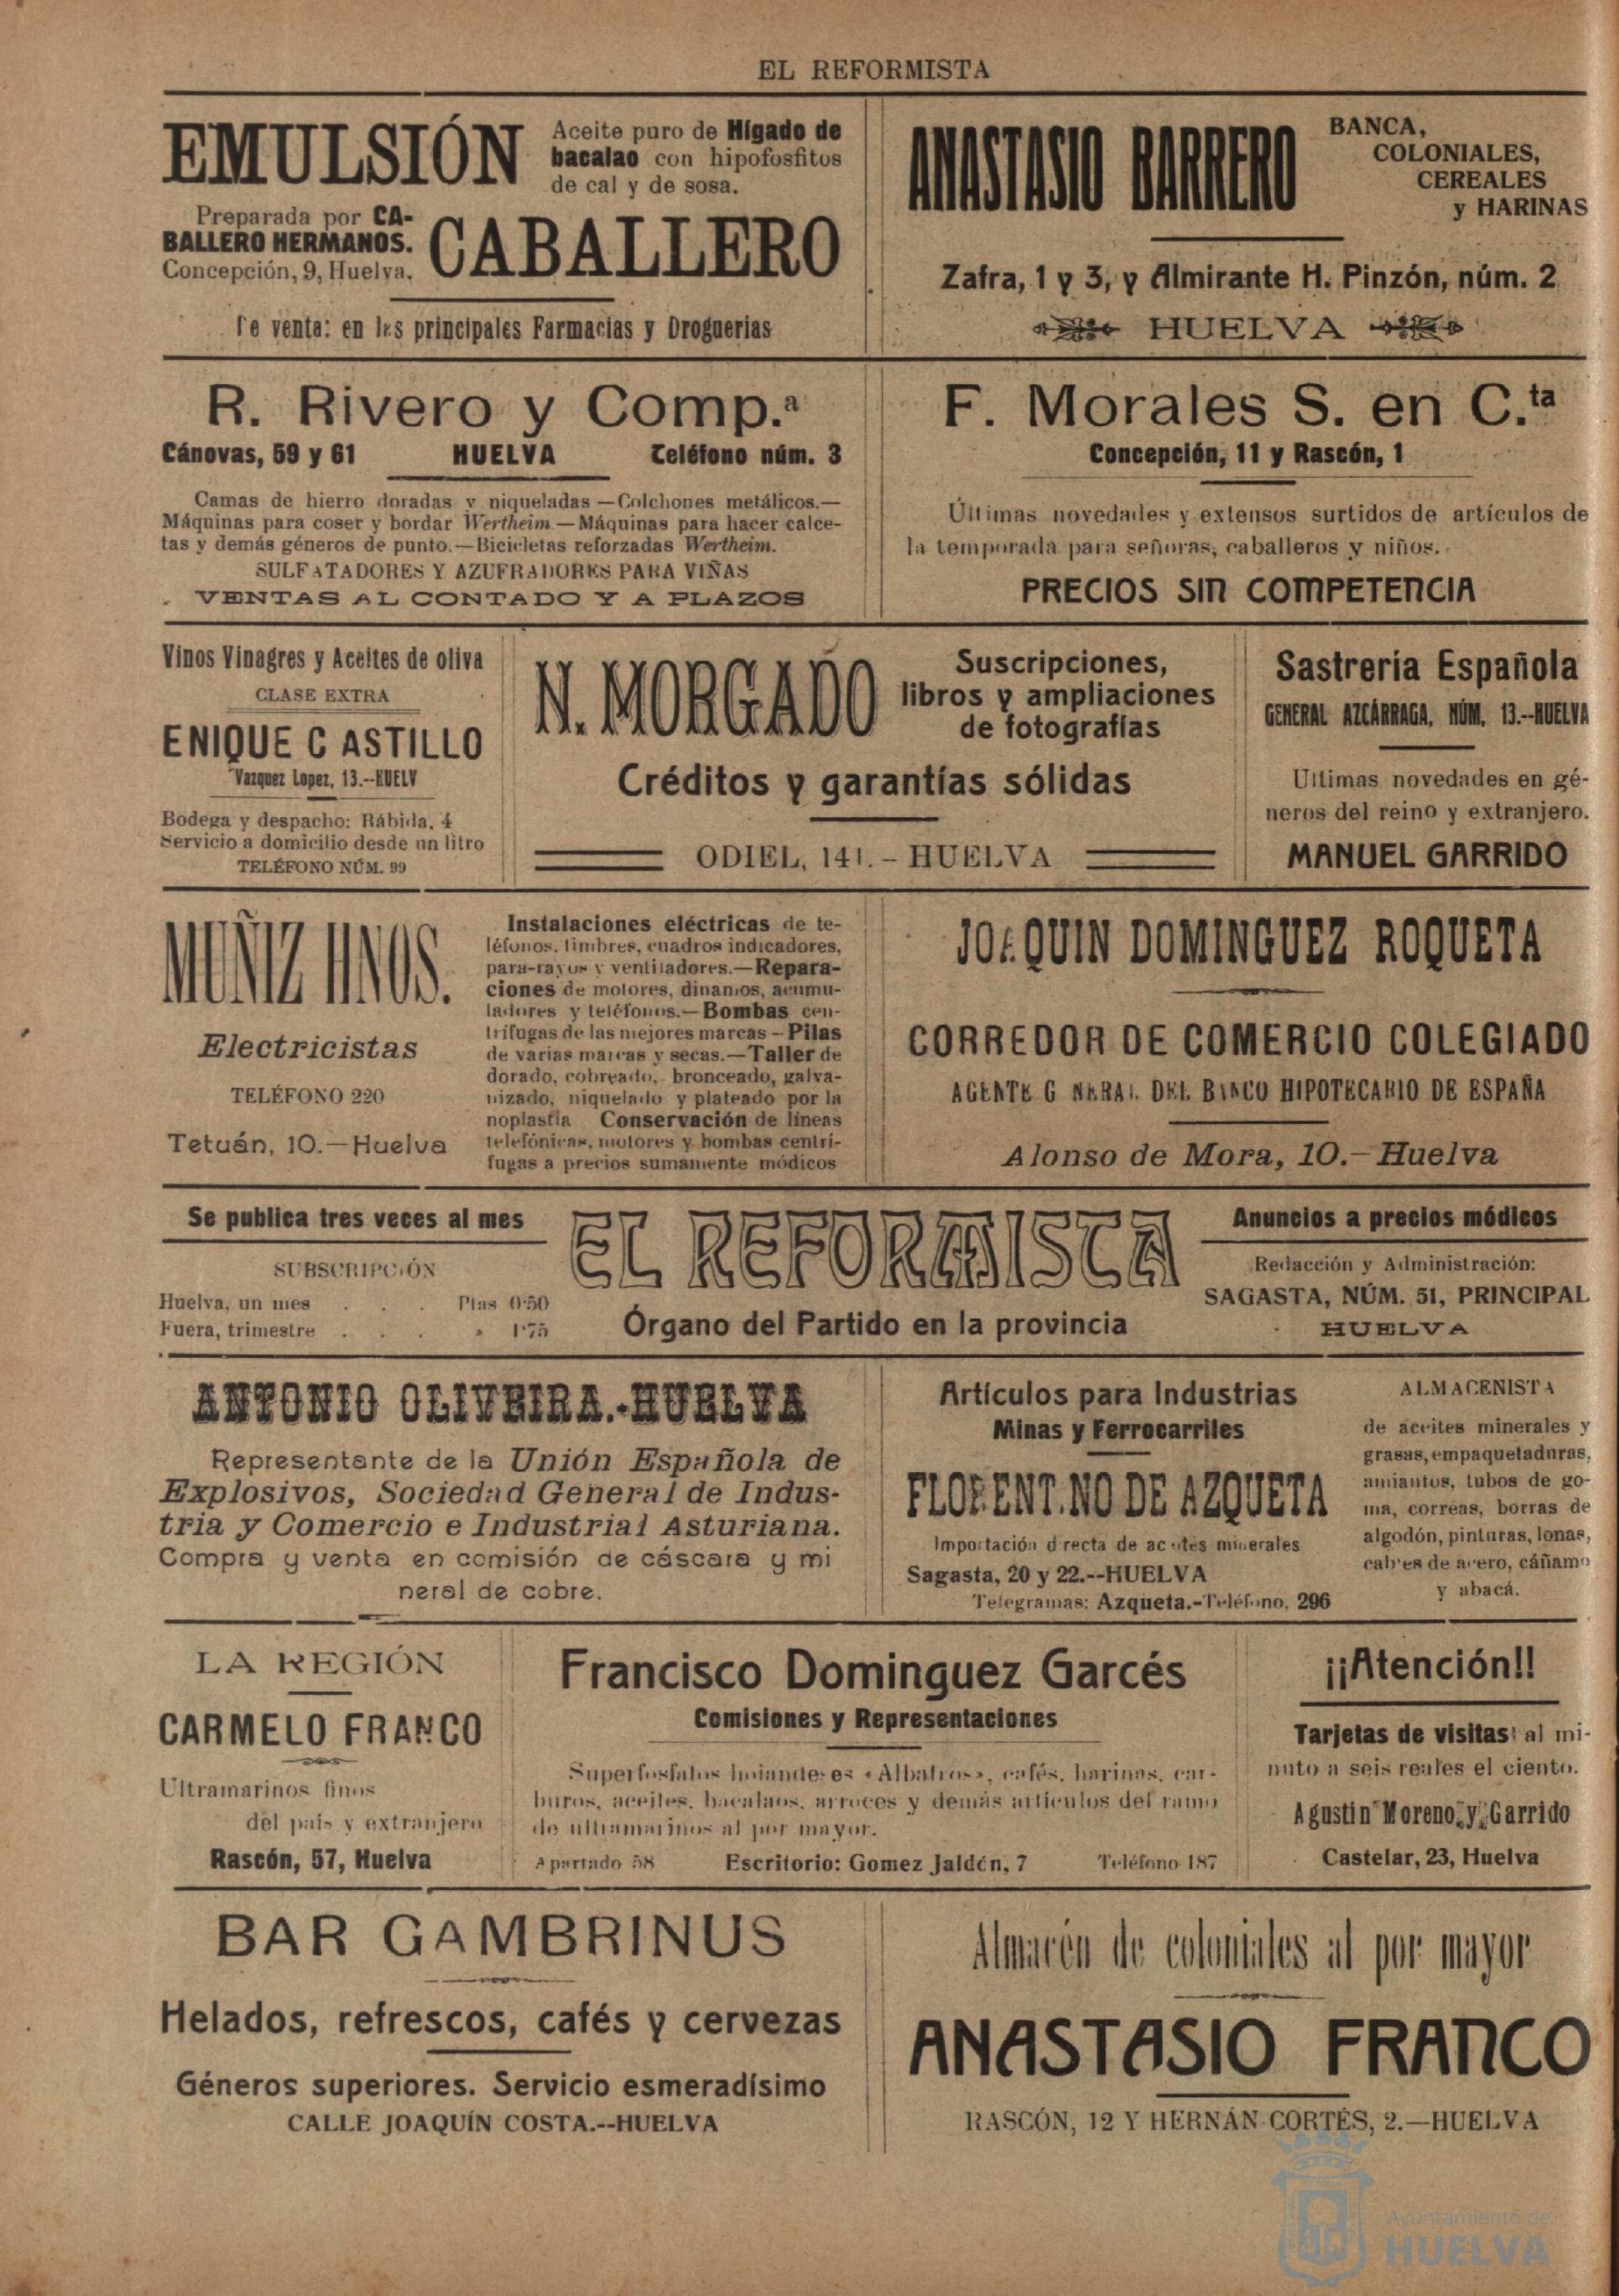 EL REFORMISTA
EMULSIÓN
Aceite puro de Hígado de
bacalao con hipofosfitos
de cal y de sosa.
Preparada por CA-
BALLERO HERMANOS.
Concepción, 9, Huelva.
CABALLERO
De venta: en las principales Farmacias y Droguerias
ANASTASIO BARRERO
BANCA,
COLONIALES,
CEREALES
y HARINAS
Zafra, 1 y 3, y Almirante H. Pinzón, núm. 2
HUELVA
R. Rivero y Comp.ª
Cánovas, 59 y 61 HUELVA Teléfono núm. 3
Camas de hierro doradas y niqueladas —Colchones metálicos.—
Máquinas para coser y bordar Wertheim.—Máquinas para hacer calce-
tas y demás géneros de punto.—Bicicletas reforzadas Wertheim.
SULFATADORES Y AZUFRADORES PARA VIÑAS
VENTAS AL CONTADO Y A PLAZOS
F. Morales S. en C.ta
Concepción, 11 y Rascón, 1
Últimas novedades y extensos surtidos de artículos de
la temporada para señoras, caballeros y niños.
PRECIOS SIN COMPETENCIA
Vinos Vinagres y Aceites de oliva
CLASE EXTRA
ENIQUE C ASTILLO
Vazquez Lopez, 13.--HUELV
Bodega y despacho: Rábida, 4
Servicio a domicilio desde un litro
TELÉFONO NÚM. 99
N. MORGADO
Suscripciones,
libros y ampliaciones
de fotografías
Créditos y garantías sólidas
ODIEL, 141. - HUELVA
Sastrería Española
GENERAL AZCÁRRAGA, NÚM. 13.--HUELVA
Ultimas novedades en gé-
neros del reino y extranjero.
MANUEL GARRIDO
MUÑIZ HNOS.
Electricistas
TELÉFONO 220
Tetuán, 10.—Huelva
Instalaciones eléctricas de te-
léfonos, timbres, cuadros indicadores,
para-rayos y ventiladores.—Repara-
ciones de motores, dinamos, acumu-
ladores y teléfonos.—Bombas cen-
trífugas de las mejores marcas - Pilas
de varias marcas y secas.—Taller de
dorado, cobreado, bronceado, galva-
nizado, niquelado y plateado por la
noplastia Conservación de líneas
telefónicas, motores y bombas centrí-
fugas a precios sumamente módicos
JOAQUIN DOMINGUEZ ROQUETA
CORREDOR DE COMERCIO COLEGIADO
AGENTE G NERAL DEL BANCO HIPOTECARIO DE ESPAÑA
Alonso de Mora, 10.—Huelva
Se publica tres veces al mes
SUBSCRIPCIÓN
Huelva, un mes . . . Ptas 0·50
Fuera, trimestre . . . » 1·75
EL REFORMISTA
Órgano del Partido en la provincia
Anuncios a precios módicos
Redacción y Administración:
SAGASTA, NÚM. 51, PRINCIPAL
HUELVA
ANTONIO OLIVEIRA.-HUELVA
Representante de la Unión Española de
Explosivos, Sociedad General de Indus-
tria y Comercio e Industrial Asturiana.
Compra y venta en comisión de cáscara y mi
neral de cobre.
Artículos para Industrias
Minas y Ferrocarriles
FLORENTINO DE AZQUETA
Importación directa de aceites minerales
Sagasta, 20 y 22.--HUELVA
Telegramas: Azqueta.-Teléfono, 296
ALMACENISTA
de aceites minerales y
grasas, empaquetaduras,
amiantos, tubos de go-
ma, correas, borras de
algodón, pinturas, lonas,
cables de acero, cáñamo
y abacá.
LA REGIÓN
CARMELO FRANCO
Ultramarinos finos
del país y extranjero
Rascón, 57, Huelva
Francisco Dominguez Garcés
Comisiones y Representaciones
Superfosfatos holandeses «Albatros», cafés, harinas, car-
buros, aceites, bacalaos, arroces y demás artículos del ramo
de ultramarinos al por mayor.
Apartado 58 Escritorio: Gomez Jaldón, 7 Teléfono 187
¡¡Atención!!
Tarjetas de visitas: al mi-
nuto a seis reales el ciento.
Agustin Moreno y Garrido
Castelar, 23, Huelva
BAR GAMBRINUS
Helados, refrescos, cafés y cervezas
Géneros superiores. Servicio esmeradísimo
CALLE JOAQUÍN COSTA.--HUELVA
Almacén de coloniales al por mayor
ANASTASIO FRANCO
RASCÓN, 12 Y HERNÁN CORTÉS, 2.—HUELVA
Ayuntamiento de
HUELVA